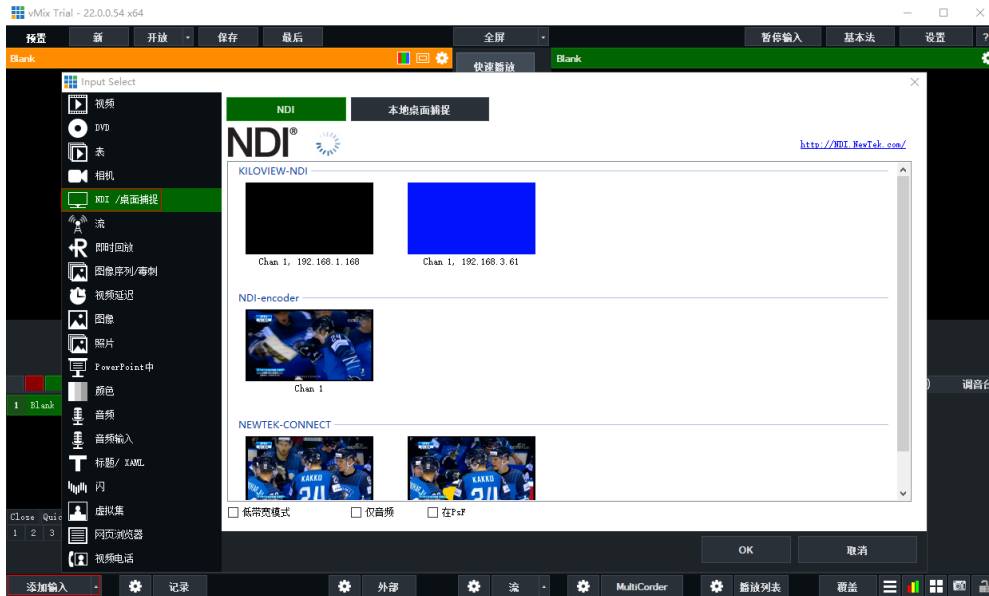 vMix Trial - 22.0.0.54 x64
预置
新
开放
保存
最后
全屏
暂停输入
基本法
设置
?
Blank
快速播放
Blank
Input Select
视频
DVD
表
相机
NDI /桌面捕捉
流
即时回放
图像序列/毒刺
视频延迟
图像
照片
PowerPoint中
颜色
音频
音频输入
标题/ XAML
闪
虚拟集
网页浏览器
视频电话
NDI
本地桌面捕捉
NDI®
http://NDI.NewTek.com/
KILOVIEW-NDI
Chan 1, 192.168.1.168
Chan 1, 192.168.3.61
NDI-encoder
Chan 1
NEWTEK-CONNECT
KAKKO
KAKKO
低带宽模式
仅音频
在PsF
OK
取消
1 Blank
调音台
Close Quic
1 2 3
添加输入
记录
外部
流
MultiCorder
播放列表
覆盖